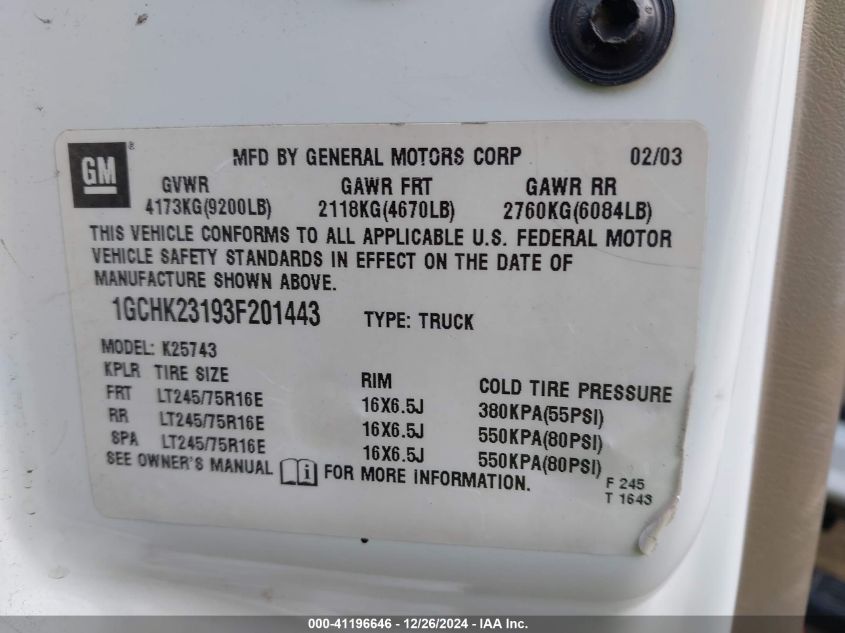 GM®
MFD BY GENERAL MOTORS CORP 02/03
GVWR GAWR FRT GAWR RR
4173KG(9200LB) 2118KG(4670LB) 2760KG(6084LB)
THIS VEHICLE CONFORMS TO ALL APPLICABLE U.S. FEDERAL MOTOR
VEHICLE SAFETY STANDARDS IN EFFECT ON THE DATE OF
MANUFACTURE SHOWN ABOVE.
1GCHK23193F201443 TYPE: TRUCK
MODEL: K25743
KPLR TIRE SIZE RIM COLD TIRE PRESSURE
FRT LT245/75R16E 16X6.5J 380KPA(55PSI)
RR LT245/75R16E 16X6.5J 550KPA(80PSI)
SPA LT245/75R16E 16X6.5J 550KPA(80PSI)
SEE OWNER'S MANUAL i FOR MORE INFORMATION.
F 245
T 1643
000-41196646 - 12/26/2024 - IAA Inc.